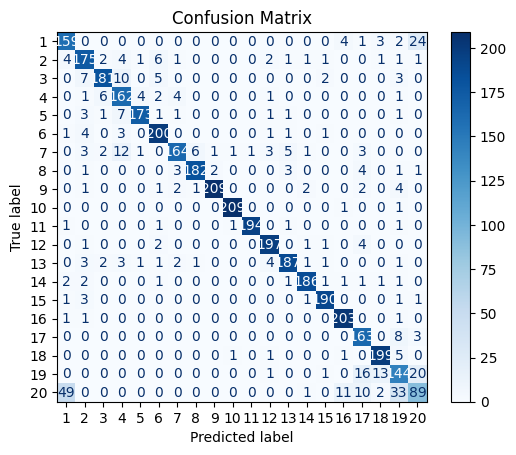 Confusion Matrix
1 159 0 0 0 0 0 0 0 0 0 0 0 0 0 0 4 1 3 2 24
2 4 175 2 4 1 6 1 0 0 0 0 2 1 1 1 0 0 1 1 1
3 0 7 181 10 0 5 0 0 0 0 0 0 0 0 2 0 0 0 3 0
4 0 1 6 162 4 2 4 0 0 0 0 1 0 0 0 0 0 0 1 0
5 0 3 1 7 173 1 1 0 0 0 0 0 0 0 0 0 0 0 1 0
6 1 4 0 3 0 200 0 0 0 0 0 1 1 0 1 0 0 0 0 0
7 0 3 2 12 1 0 164 6 1 1 1 3 5 1 0 0 3 0 0 0
8 0 1 0 0 0 0 3 182 2 0 0 0 3 0 0 0 4 0 1 1
9 0 1 0 0 0 1 2 1 209 0 0 0 0 2 0 0 2 0 4 0
10 0 0 0 0 0 0 0 0 0 209 0 0 0 0 0 1 0 0 1 0
11 1 0 0 0 0 1 0 0 0 1 194 0 0 0 0 0 0 0 1 0
12 0 1 0 0 0 2 0 0 0 0 0 197 0 1 1 0 4 0 0 0
13 0 3 2 3 1 1 2 1 0 0 0 4 187 1 1 0 0 0 1 0
14 2 2 0 0 0 1 0 0 0 0 0 0 1 186 1 1 1 1 1 0
15 1 3 0 0 0 0 0 0 0 0 0 0 0 1 190 0 0 0 1 1
16 1 1 0 0 0 0 0 0 0 0 0 0 0 0 0 203 0 0 1 0
17 0 0 0 0 0 0 0 0 0 0 0 0 0 0 0 0 163 0 8 3
18 0 0 0 0 0 0 0 0 0 1 0 1 0 0 0 1 0 199 5 0
19 1 0 0 1 0 0 0 0 0 0 0 0 1 0 1 0 16 13 144 20
20 49 0 0 0 0 0 0 0 0 0 0 0 0 1 0 11 10 2 33 89
1 2 3 4 5 6 7 8 9 10 11 12 13 14 15 16 17 18 19 20
Predicted label
True label
200
175
150
125
100
75
50
25
0